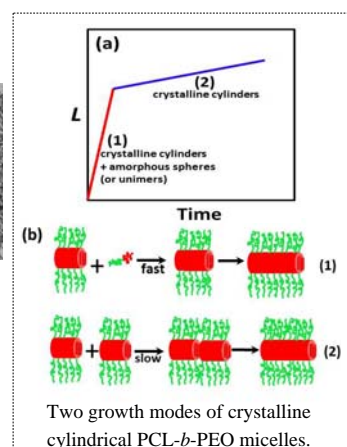 (a)
L
(2)
crystalline cylinders
(1)
crystalline cylinders
+ amorphous spheres
(or unimers)
Time
(b)
+
fast
(1)
+
slow
(2)
Two growth modes of crystalline
cylindrical PCL-b-PEO micelles.